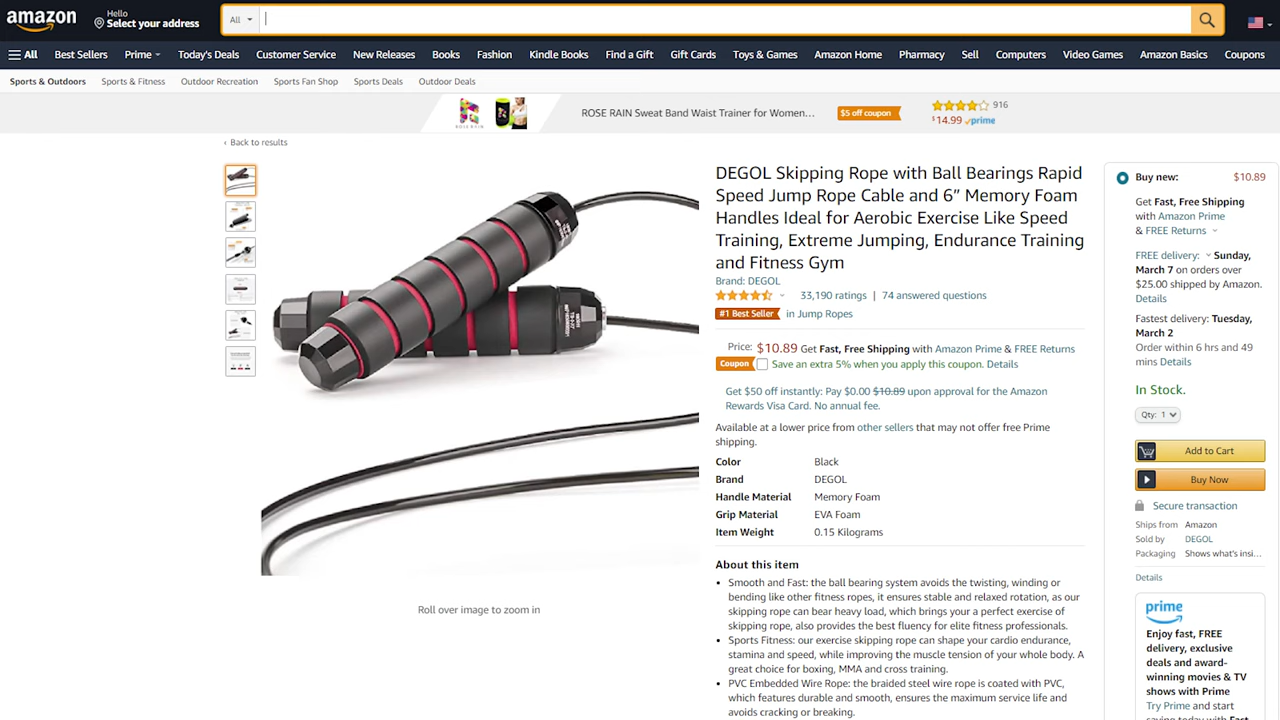 amazon
Hello
Select your address
All
All
Best Sellers
Prime
Today's Deals
Customer Service
New Releases
Books
Fashion
Kindle Books
Find a Gift
Gift Cards
Toys & Games
Amazon Home
Pharmacy
Sell
Computers
Video Games
Amazon Basics
Coupons
Sports & Outdoors
Sports & Fitness
Outdoor Recreation
Sports Fan Shop
Sports Deals
Outdoor Deals
ROSE RAIN
ROSE RAIN Sweat Band Waist Trainer for Women...
$5 off coupon
916
$14.99 prime
‹ Back to results
DEGOL Skipping Rope with Ball Bearings Rapid
Speed Jump Rope Cable and 6” Memory Foam
Handles Ideal for Aerobic Exercise Like Speed
Training, Extreme Jumping, Endurance Training
and Fitness Gym
Brand: DEGOL
33,190 ratings | 74 answered questions
#1 Best Seller in Jump Ropes
Price: $10.89 Get Fast, Free Shipping with Amazon Prime & FREE Returns
Coupon Save an extra 5% when you apply this coupon. Details
Get $50 off instantly: Pay $0.00 $10.89 upon approval for the Amazon
Rewards Visa Card. No annual fee.
Available at a lower price from other sellers that may not offer free Prime
shipping.
Color Black
Brand DEGOL
Handle Material Memory Foam
Grip Material EVA Foam
Item Weight 0.15 Kilograms
About this item
• Smooth and Fast: the ball bearing system avoids the twisting, winding or
bending like other fitness ropes, it ensures stable and relaxed rotation, as our
skipping rope can bear heavy load, which brings your a perfect exercise of
skipping rope, also provides the best fluency for elite fitness professionals.
• Sports Fitness: our exercise skipping rope can shape your cardio endurance,
stamina and speed, while improving the muscle tension of your whole body. A
great choice for boxing, MMA and cross training.
• PVC Embedded Wire Rope: the braided steel wire rope is coated with PVC,
which features durable and smooth, ensures the maximum service life and
avoids cracking or breaking.
Roll over image to zoom in
Buy new: $10.89
Get Fast, Free Shipping
with Amazon Prime
& FREE Returns
FREE delivery: Sunday,
March 7 on orders over
$25.00 shipped by Amazon.
Details
Fastest delivery: Tuesday,
March 2
Order within 6 hrs and 49
mins Details
In Stock.
Qty: 1
Add to Cart
Buy Now
Secure transaction
Ships from Amazon
Sold by DEGOL
Packaging Shows what's insi...
Details
prime
Enjoy fast, FREE
delivery, exclusive
deals and award-
winning movies & TV
shows with Prime
Try Prime and start
saving today with Fast,